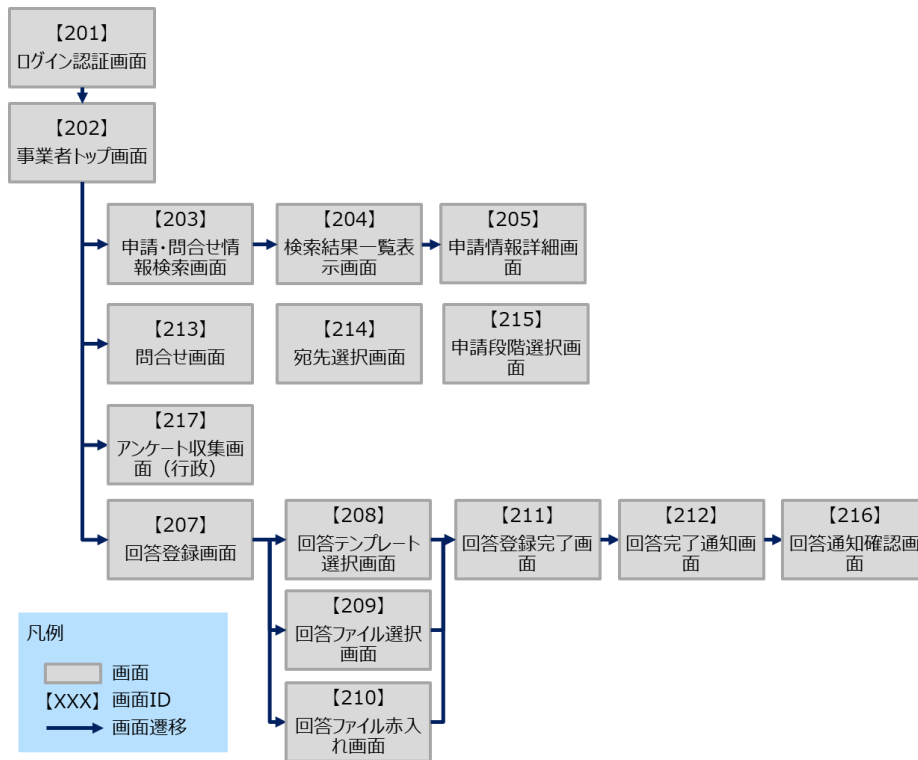 【201】
ログイン認証画面
【202】
事業者トップ画面
【203】
申請・問合せ情
報検索画面
【204】
検索結果一覧表
示画面
【205】
申請情報詳細画
面
【213】
問合せ画面
【214】
宛先選択画面
【215】
申請段階選択画
面
【217】
アンケート収集画
面（行政）
【207】
回答登録画面
【208】
回答テンプレート
選択画面
【211】
回答登録完了画
面
【212】
回答完了通知画
面
【216】
回答通知確認画
面
【209】
回答ファイル選択
画面
【210】
回答ファイル赤入
れ画面
凡例
画面
【XXX】 画面ID
画面遷移